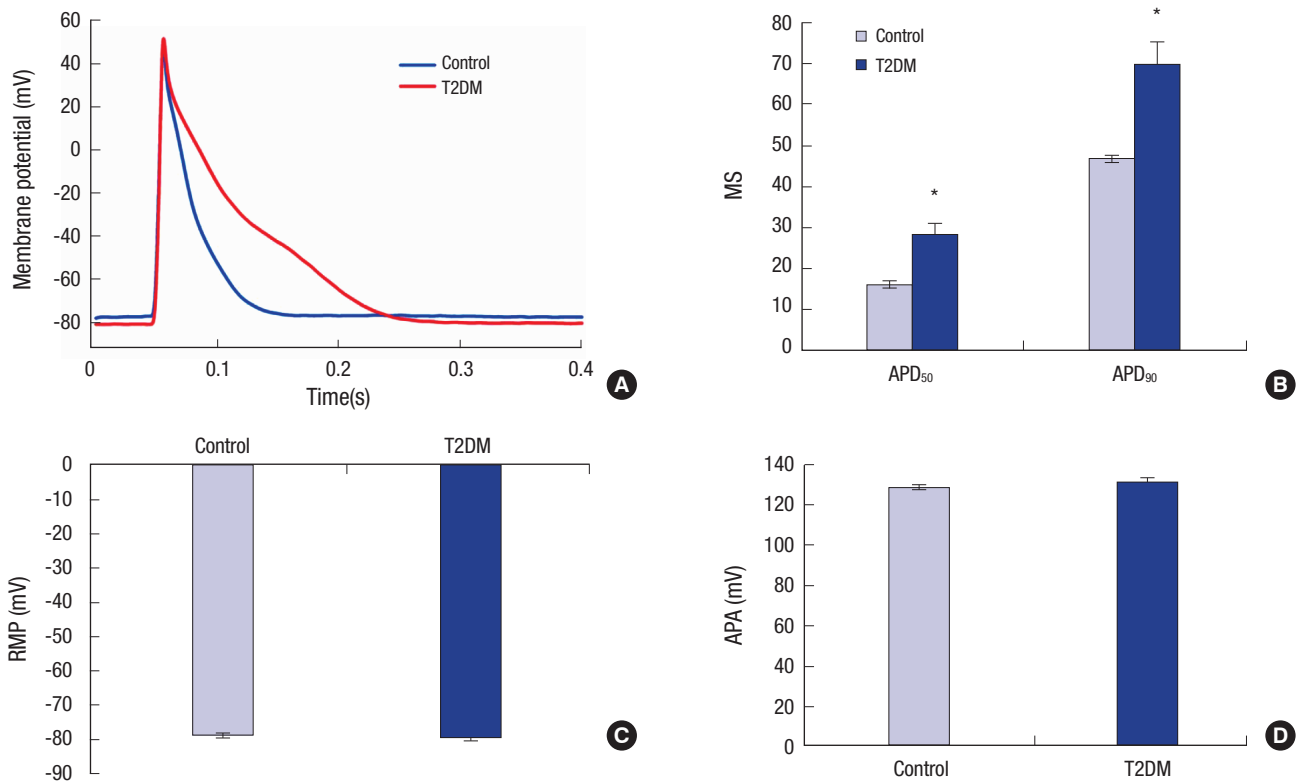 60
40
20
0
-20
-40
-60
-80
Membrane potential (mV)
Control
T2DM
0
0.1
0.2
0.3
0.4
Time(s)
A
80
70
60
50
40
30
20
10
0
MS
Control
T2DM
*
*
APD50
APD90
B
Control
T2DM
0
-10
-20
-30
-40
-50
-60
-70
-80
-90
RMP (mV)
C
140
120
100
80
60
40
20
0
APA (mV)
Control
T2DM
D